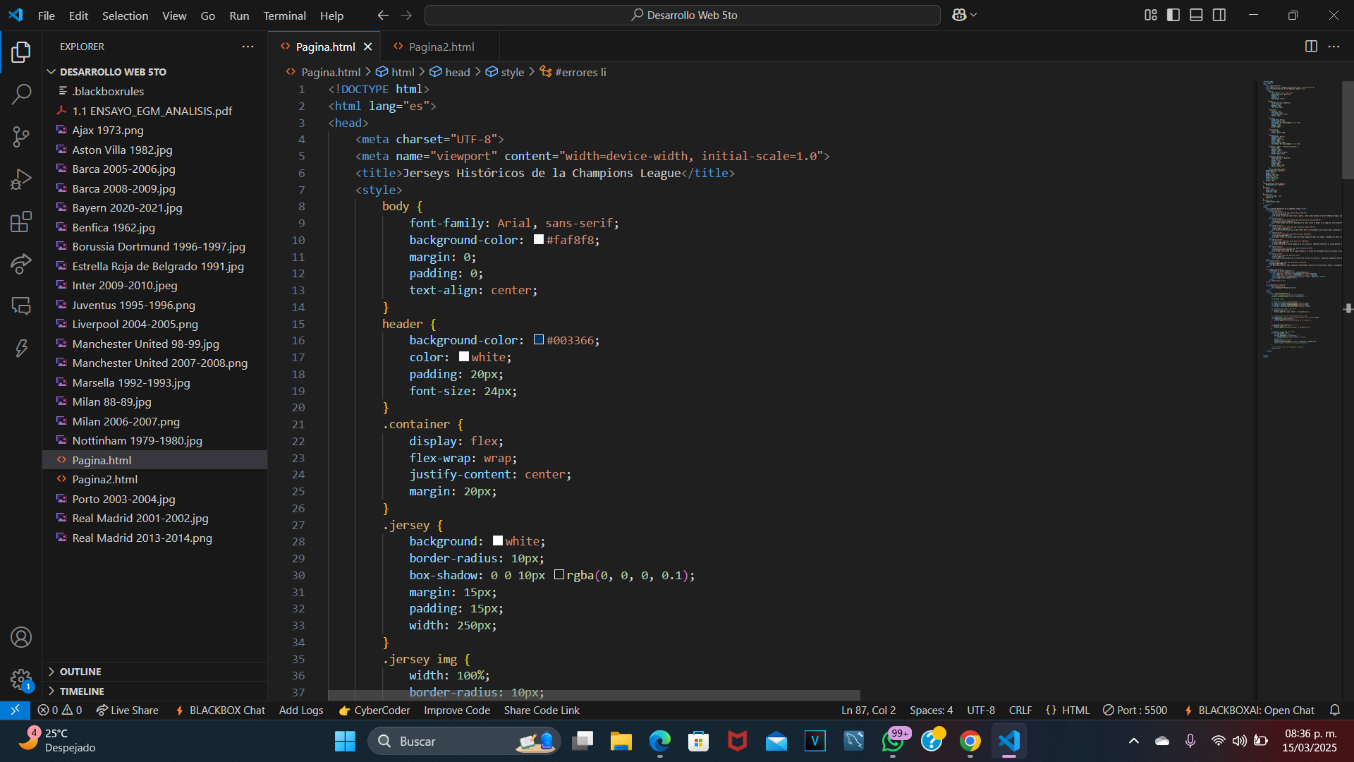 File Edit Selection View Go Run Terminal Help
Desarrollo Web 5to
EXPLORER
DESARROLLO WEB 5TO
.blackboxrules
1.1 ENSAYO_EGM_ANALISIS.pdf
Ajax 1973.png
Aston Villa 1982.jpg
Barca 2005-2006.jpg
Barca 2008-2009.jpg
Bayern 2020-2021.jpg
Benfica 1962.jpg
Borussia Dortmund 1996-1997.jpg
Estrella Roja de Belgrado 1991.jpg
Inter 2009-2010.jpeg
Juventus 1995-1996.png
Liverpool 2004-2005.png
Manchester United 98-99.jpg
Manchester United 2007-2008.png
Marsella 1992-1993.jpg
Milan 88-89.jpg
Milan 2006-2007.png
Nottinham 1979-1980.jpg
Pagina.html
Pagina2.html
Porto 2003-2004.jpg
Real Madrid 2001-2002.jpg
Real Madrid 2013-2014.png
OUTLINE
TIMELINE
Pagina.html Pagina2.html
Pagina.html > html > head > style > #errores li
1 <!DOCTYPE html>
2 <html lang="es">
3 <head>
4 <meta charset="UTF-8">
5 <meta name="viewport" content="width=device-width, initial-scale=1.0">
6 <title>Jerseys Históricos de la Champions League</title>
7 <style>
8 body {
9 font-family: Arial, sans-serif;
10 background-color: #faf8f8;
11 margin: 0;
12 padding: 0;
13 text-align: center;
14 }
15 header {
16 background-color: #003366;
17 color: white;
18 padding: 20px;
19 font-size: 24px;
20 }
21 .container {
22 display: flex;
23 flex-wrap: wrap;
24 justify-content: center;
25 margin: 20px;
26 }
27 .jersey {
28 background: white;
29 border-radius: 10px;
30 box-shadow: 0 0 10px rgba(0, 0, 0, 0.1);
31 margin: 15px;
32 padding: 15px;
33 width: 250px;
34 }
35 .jersey img {
36 width: 100%;
37 border-radius: 10px;
1
0 0 Live Share BLACKBOX Chat Add Logs CyberCoder Improve Code Share Code Link Ln 87, Col 2 Spaces: 4 UTF-8 CRLF {} HTML Port : 5500 BLACKBOXAI: Open Chat
4 25°C
Despejado
Buscar
99+
08:36 p. m.
15/03/2025